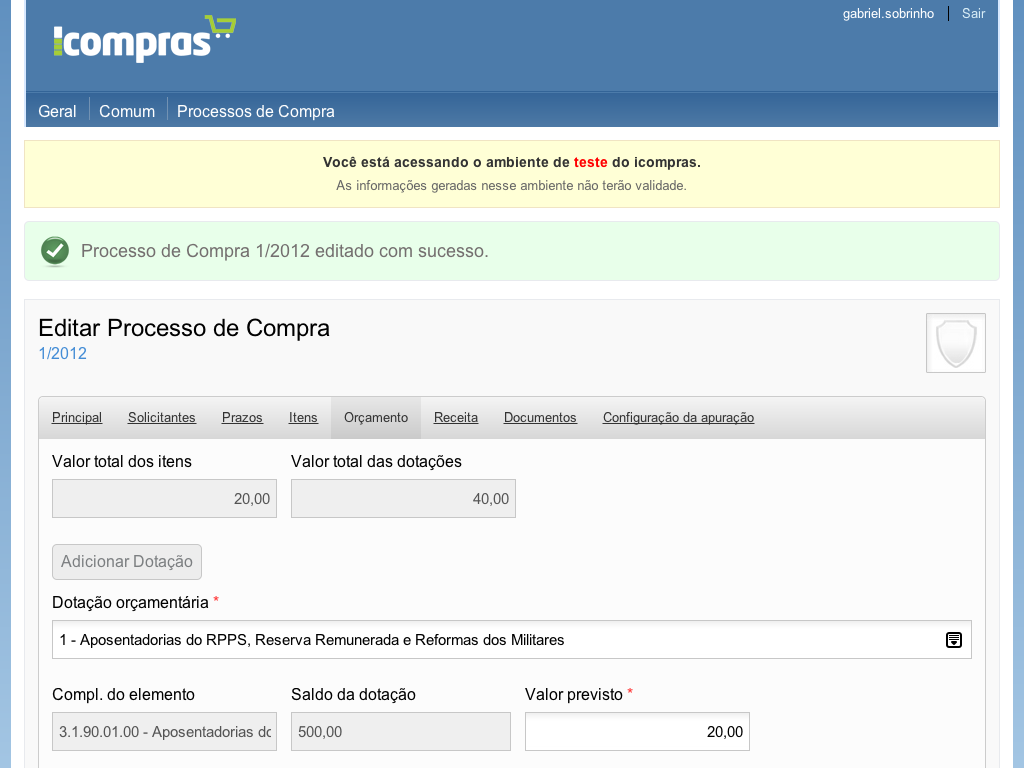 gabriel.sobrinho Sair
Icompras
Geral Comum Processos de Compra
Você está acessando o ambiente de teste do icompras.
As informações geradas nesse ambiente não terão validade.
Processo de Compra 1/2012 editado com sucesso.
Editar Processo de Compra
1/2012
Principal Solicitantes Prazos Itens Orçamento Receita Documentos Configuração da apuração
Valor total dos itens Valor total das dotações
20,00 40,00
Adicionar Dotação
Dotação orçamentária *
1 - Aposentadorias do RPPS, Reserva Remunerada e Reformas dos Militares
Compl. do elemento Saldo da dotação Valor previsto *
3.1.90.01.00 - Aposentadorias do 500,00 20,00